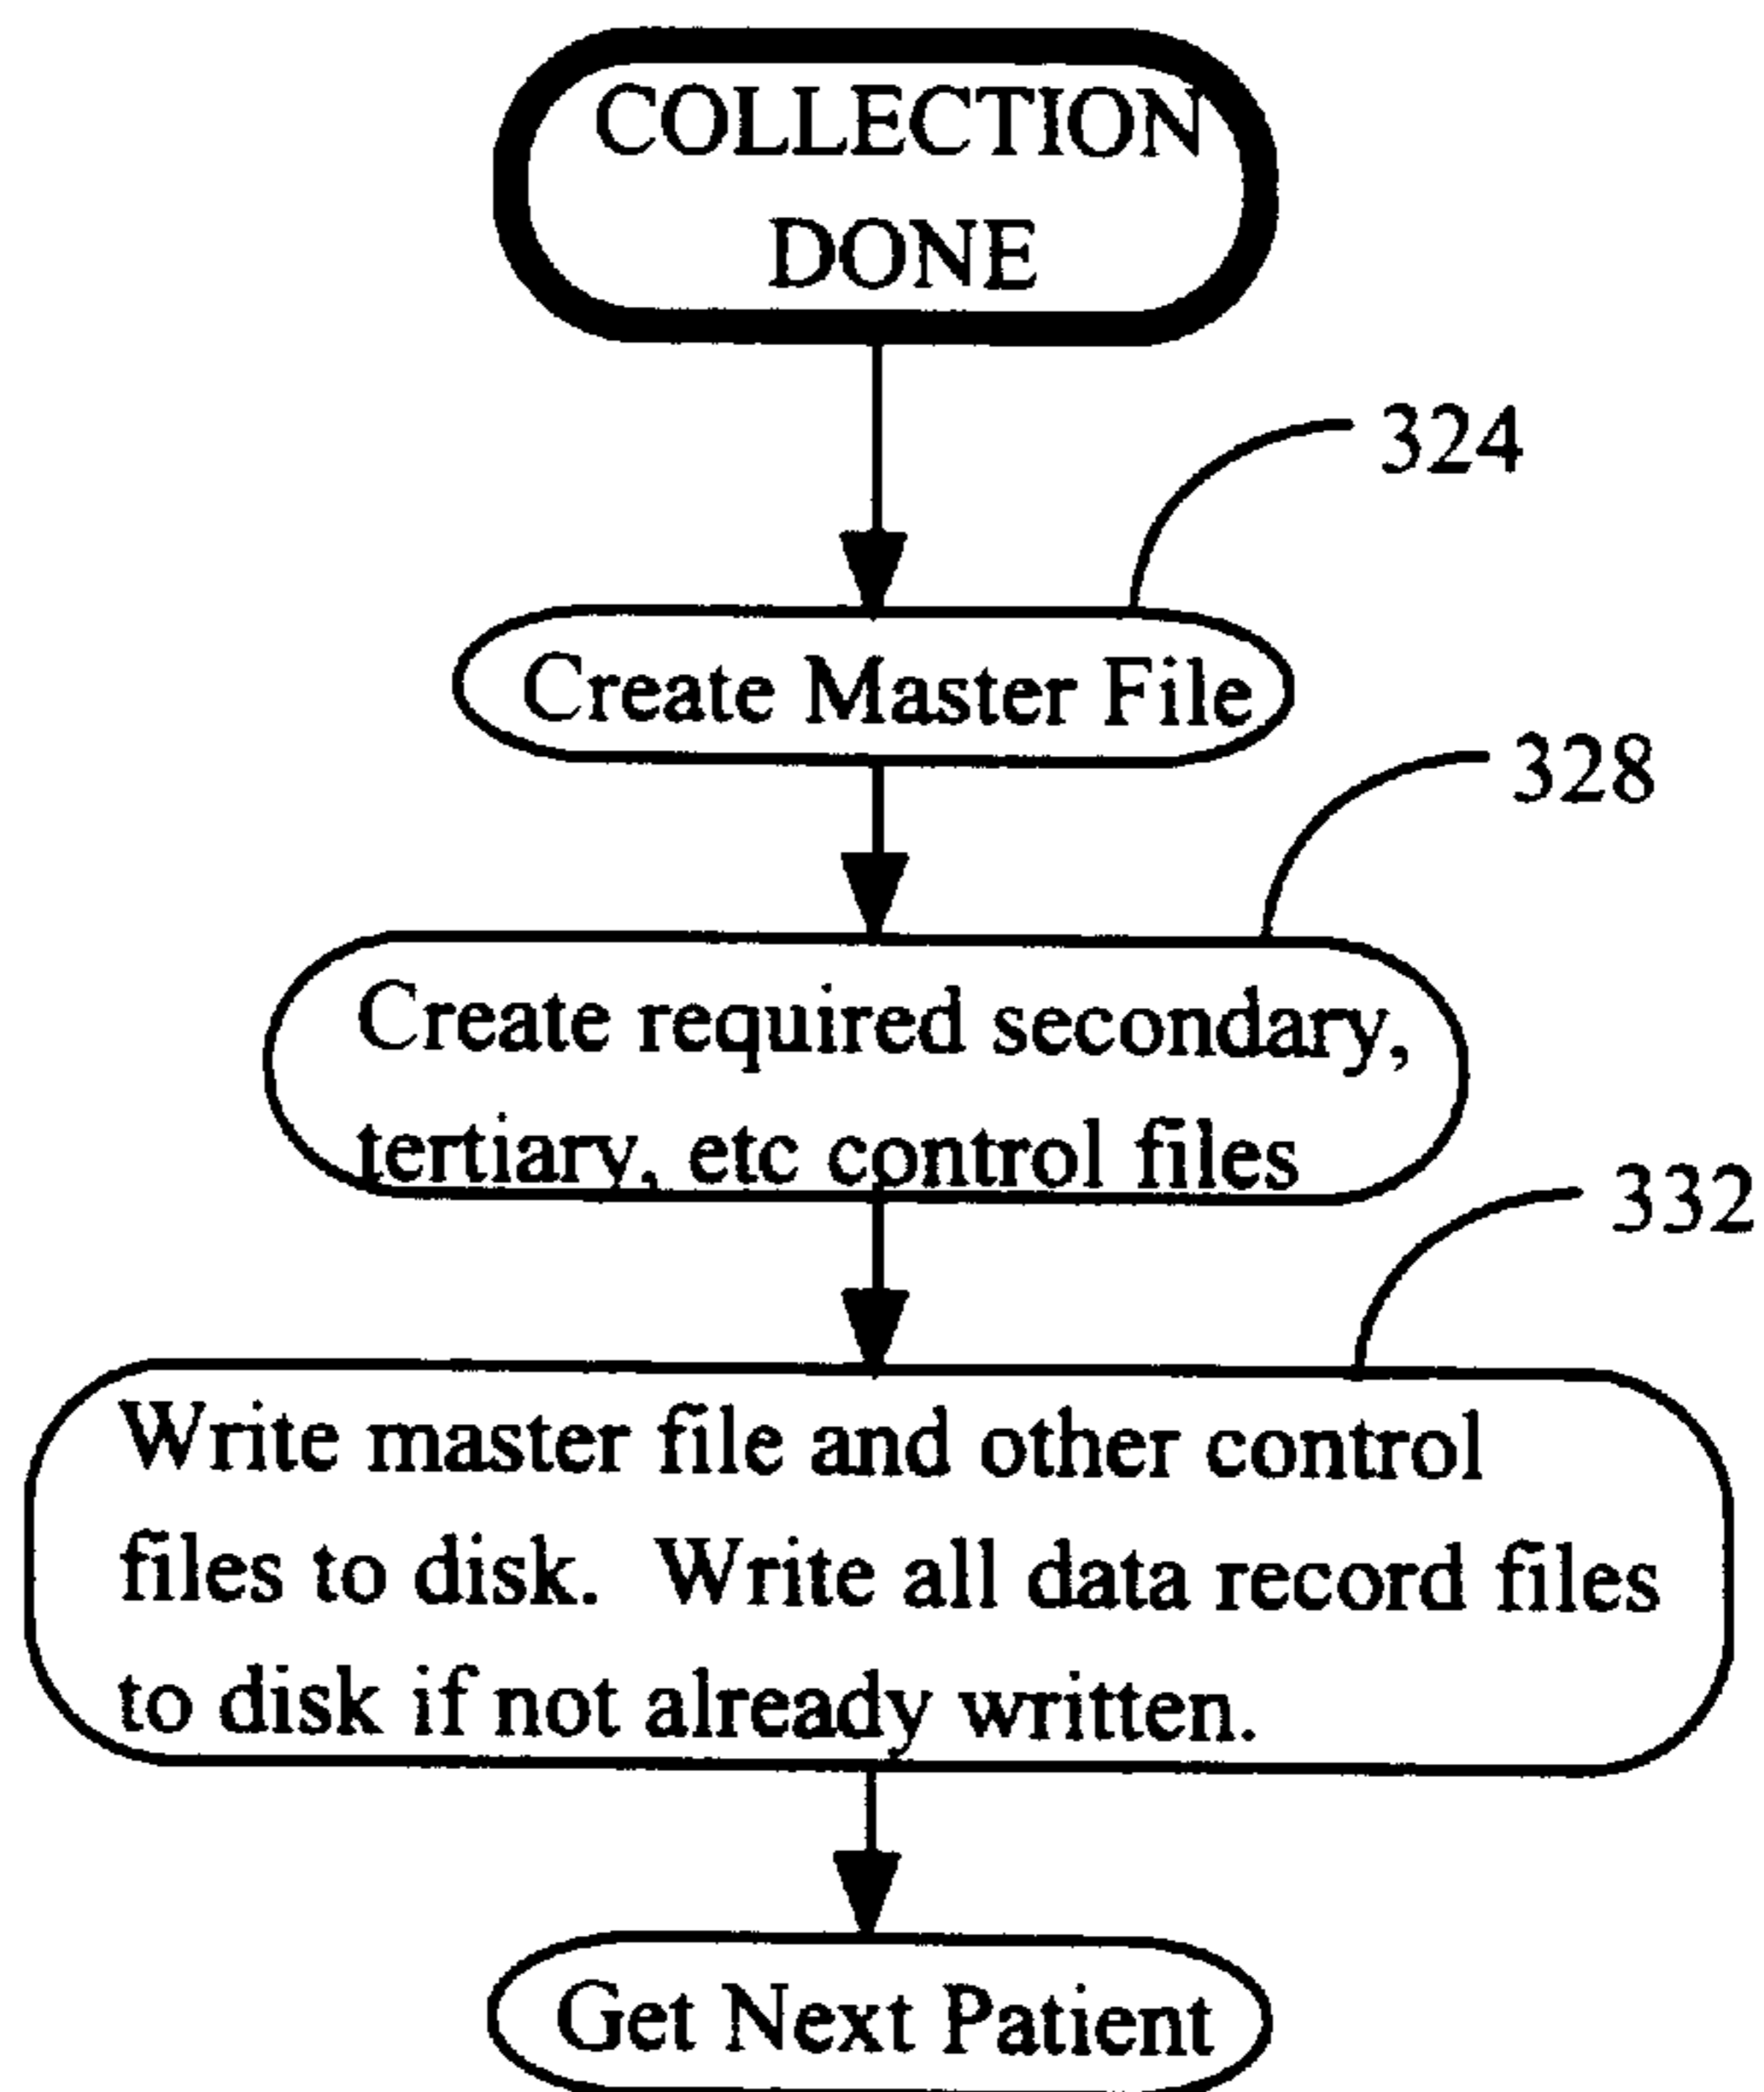 COLLECTION
DONE
324
Create Master File
328
Create required secondary,
tertiary, etc control files
332
Write master file and other control
files to disk.  Write all data record files
to disk if not already written.
Get Next Patient